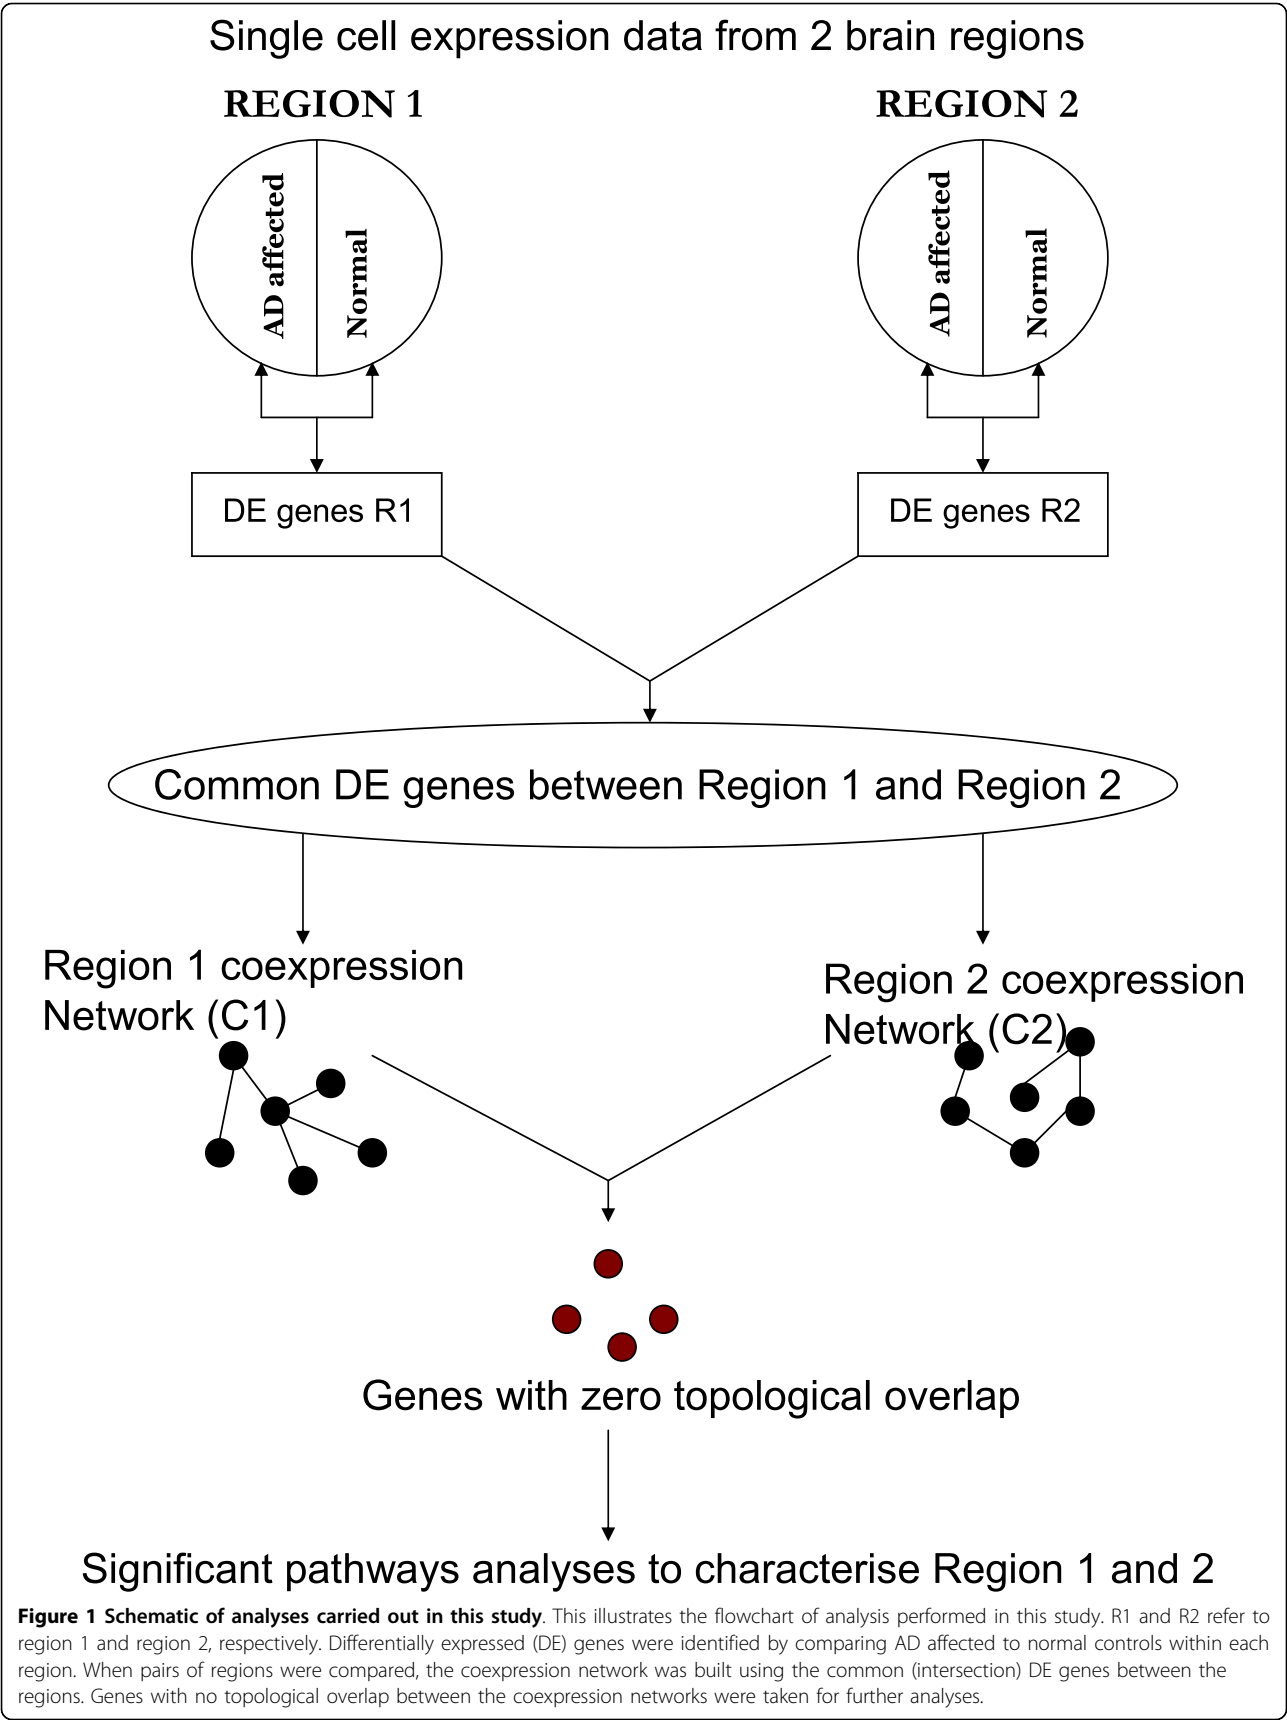 Single cell expression data from 2 brain regions
REGION 1
REGION 2
AD affected
Normal
AD affected
Normal
DE genes R1
DE genes R2
Common DE genes between Region 1 and Region 2
Region 1 coexpression
Network (C1)
Region 2 coexpression
Network (C2)
Genes with zero topological overlap
Significant pathways analyses to characterise Region 1 and 2
Figure 1 Schematic of analyses carried out in this study. This illustrates the flowchart of analysis performed in this study. R1 and R2 refer to
region 1 and region 2, respectively. Differentially expressed (DE) genes were identified by comparing AD affected to normal controls within each
region. When pairs of regions were compared, the coexpression network was built using the common (intersection) DE genes between the
regions. Genes with no topological overlap between the coexpression networks were taken for further analyses.